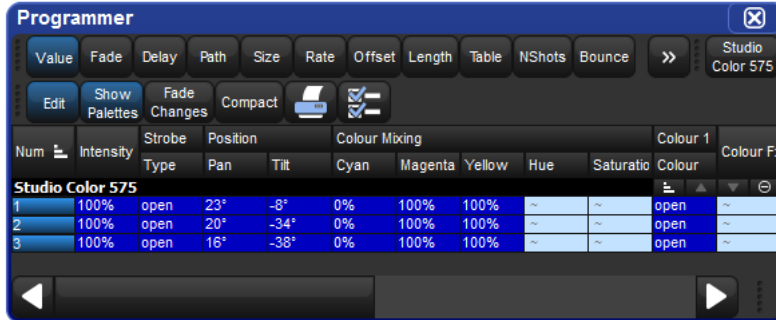 Programmer
Value Fade Delay Path Size Rate Offset Length Table NShots Bounce » Studio Color 575
Edit Show Palettes Fade Changes Compact
Num Intensity Strobe Position Colour Mixing Colour 1 Colour F
Type Pan Tilt Cyan Magenta Yellow Hue Saturatio Colour
Studio Color 575
1 100% open 23° -8° 0% 100% 100% ~ ~ open ~
2 100% open 20° -34° 0% 100% 100% ~ ~ open ~
3 100% open 16° -38° 0% 100% 100% ~ ~ open ~